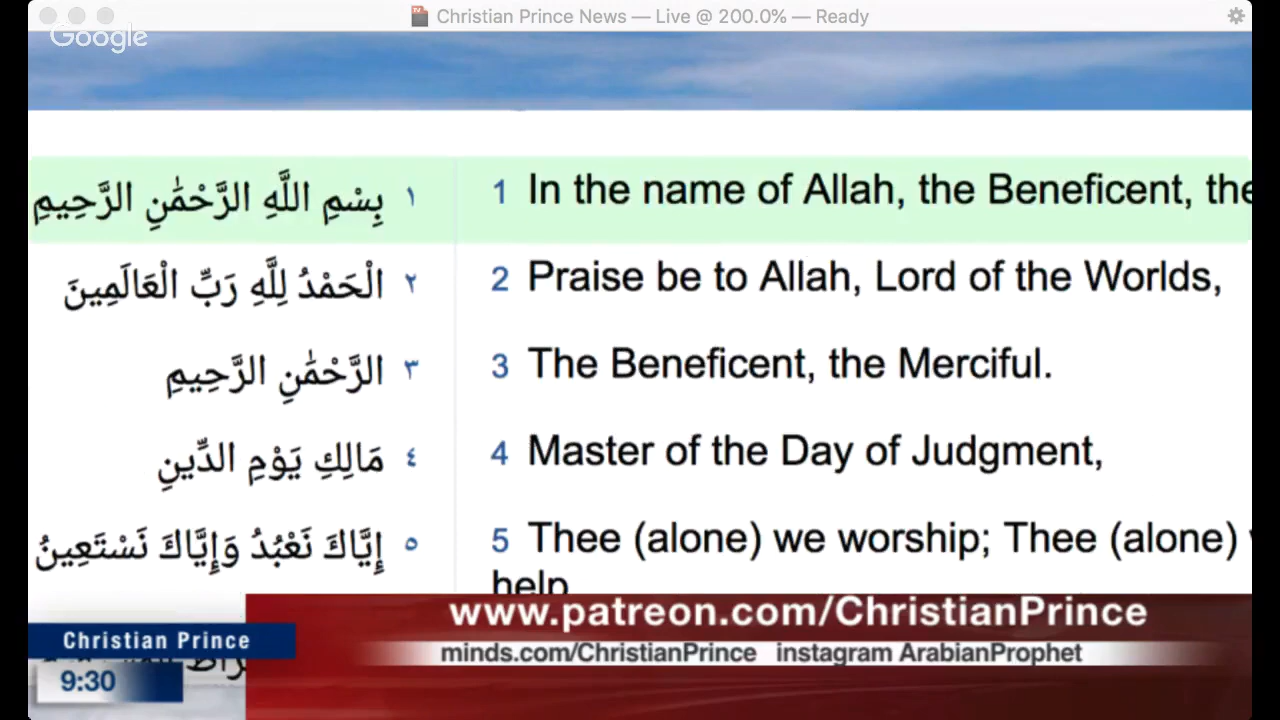 Christian Prince News — Live @ 200.0% — Ready
Google
بِسْمِ اللَّهِ الرَّحْمَٰنِ الرَّحِيمِ ١
1 In the name of Allah, the Beneficent, the
الْحَمْدُ لِلَّهِ رَبِّ الْعَالَمِينَ ٢
2 Praise be to Allah, Lord of the Worlds,
الرَّحْمَٰنِ الرَّحِيمِ ٣
3 The Beneficent, the Merciful.
مَالِكِ يَوْمِ الدِّينِ ٤
4 Master of the Day of Judgment,
إِيَّاكَ نَعْبُدُ وَإِيَّاكَ نَسْتَعِينُ ٥
5 Thee (alone) we worship; Thee (alone)
help
www.patreon.com/ChristianPrince
Christian Prince
minds.com/ChristianPrince instagram ArabianProphet
9:30